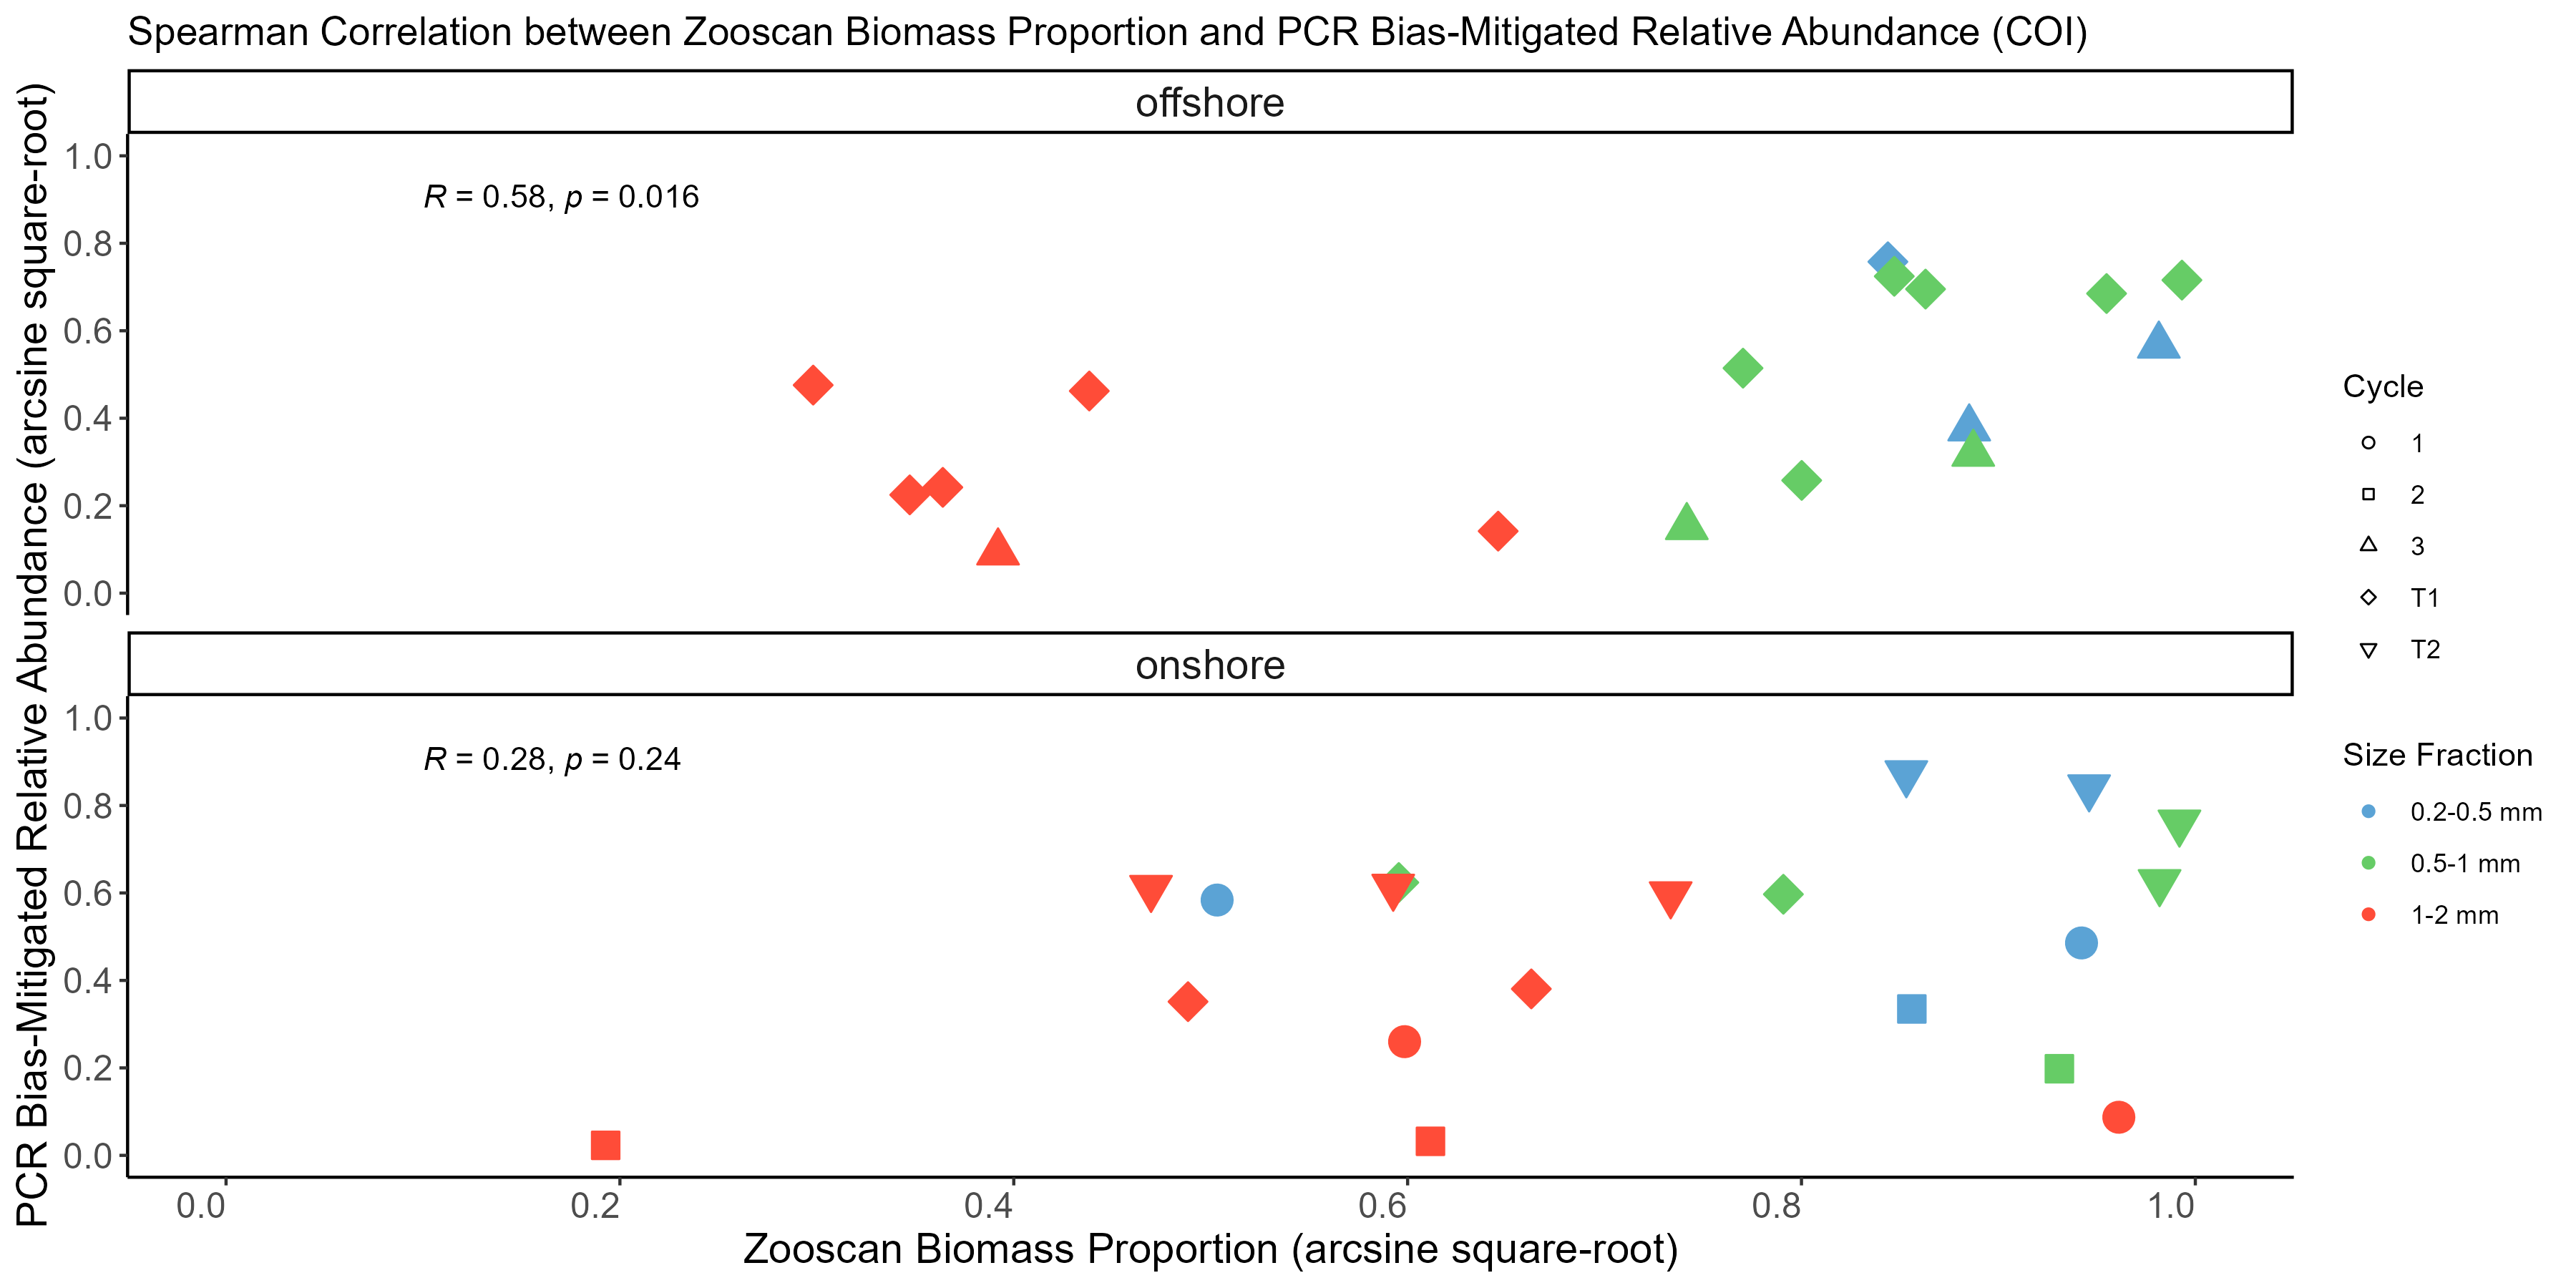 Spearman Correlation between Zooscan Biomass Proportion and PCR Bias-Mitigated Relative Abundance (COI)
PCR Bias-Mitigated Relative Abundance (arcsine square-root)
offshore
1.0
0.8
0.6
0.4
0.2
0.0
R = 0.58, p = 0.016
onshore
1.0
0.8
0.6
0.4
0.2
0.0
R = 0.28, p = 0.24
0.0 0.2 0.4 0.6 0.8 1.0
Zooscan Biomass Proportion (arcsine square-root)
Cycle
1
2
3
T1
T2
Size Fraction
0.2-0.5 mm
0.5-1 mm
1-2 mm